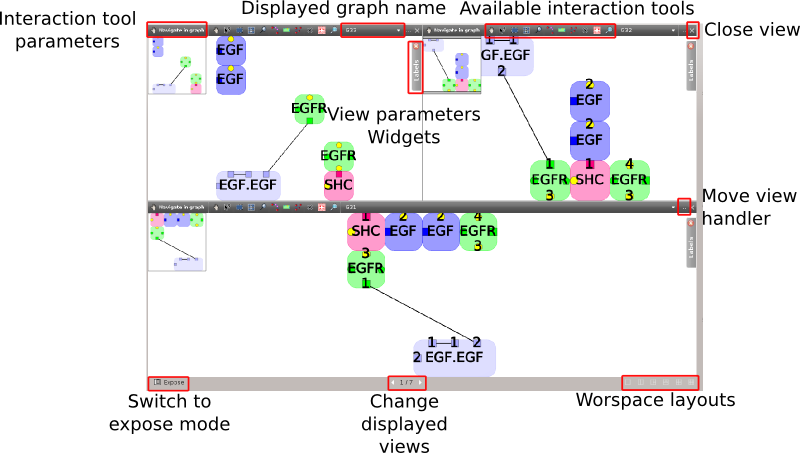 Displayed graph name
Available interaction tools
Interaction tool
parameters
Close view
Navigate in graph
G33
Navigate in graph
G32
EGF
EGF
Labels
EGFR
View parameters
Widgets
EGFR
EGF.EGF
SHC
1 1
GF.EGF
2
Labels
2
EGF
2
EGF
1 1 4
EGFR SHC EGFR
3 3
Move view
handler
Navigate in graph
G31
1 2 2 4
SHC EGF EGF EGFR
3
3
EGFR
1
Labels
1 1 2
2 EGF.EGF
Expose
1 / 7
Switch to
expose mode
Change
displayed
views
Worspace layouts